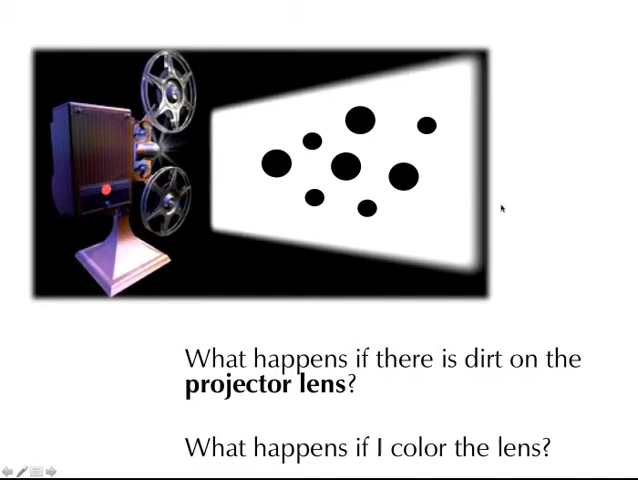 What happens if there is dirt on the
projector lens?
What happens if I color the lens?